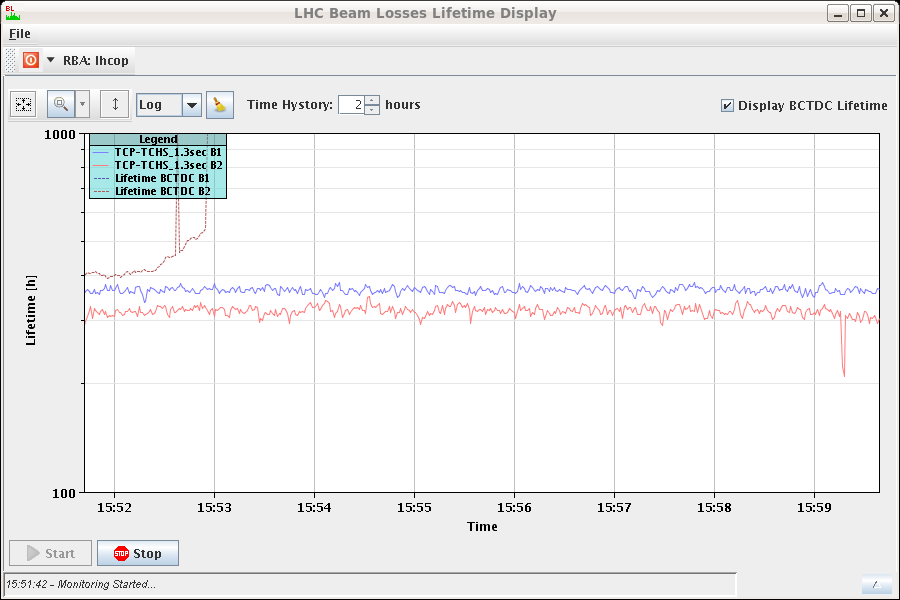 BL
LHC Beam Losses Lifetime Display
File
RBA: lhcop
Log
Time Hystory: 2 hours
Display BCTDC Lifetime
1000
Legend
TCP-TCHS_1.3sec B1
TCP-TCHS_1.3sec B2
Lifetime BCTDC B1
Lifetime BCTDC B2
Lifetime [h]
100
15:52 15:53 15:54 15:55 15:56 15:57 15:58 15:59
Time
Start
STOP Stop
15:51:42 - Monitoring Started...